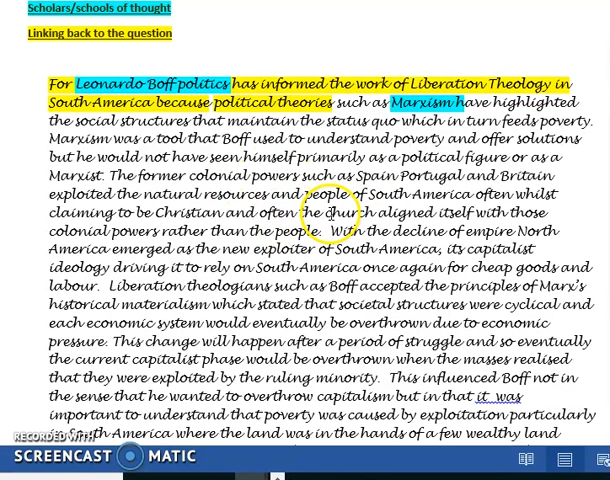 Scholars/schools of thought
Linking back to the question
For Leonardo Boff politics has informed the work of Liberation Theology in
South America because political theories such as Marxism have highlighted
the social structures that maintain the status quo which in turn feeds poverty.
Marxism was a tool that Boff used to understand poverty and offer solutions
but he would not have seen himself primarily as a political figure or as a
Marxist. The former colonial powers such as Spain Portugal and Britain
exploited the natural resources and people of South America often whilst
claiming to be Christian and often the church aligned itself with those
colonial powers rather than the people. With the decline of empire North
America emerged as the new exploiter of South America, its capitalist
ideology driving it to rely on South America once again for cheap goods and
labour. Liberation theologians such as Boff accepted the principles of Marx's
historical materialism which stated that societal structures were cyclical and
each economic system would eventually be overthrown due to economic
pressure. This change will happen after a period of struggle and so eventually
the current capitalist phase would be overthrown when the masses realised
that they were exploited by the ruling minority. This influenced Boff not in
the sense that he wanted to overthrow capitalism but in that it was
important to understand that poverty was caused by exploitation particularly
in South America where the land was in the hands of a few wealthy land
RECORDED WITH
SCREENCAST MATIC